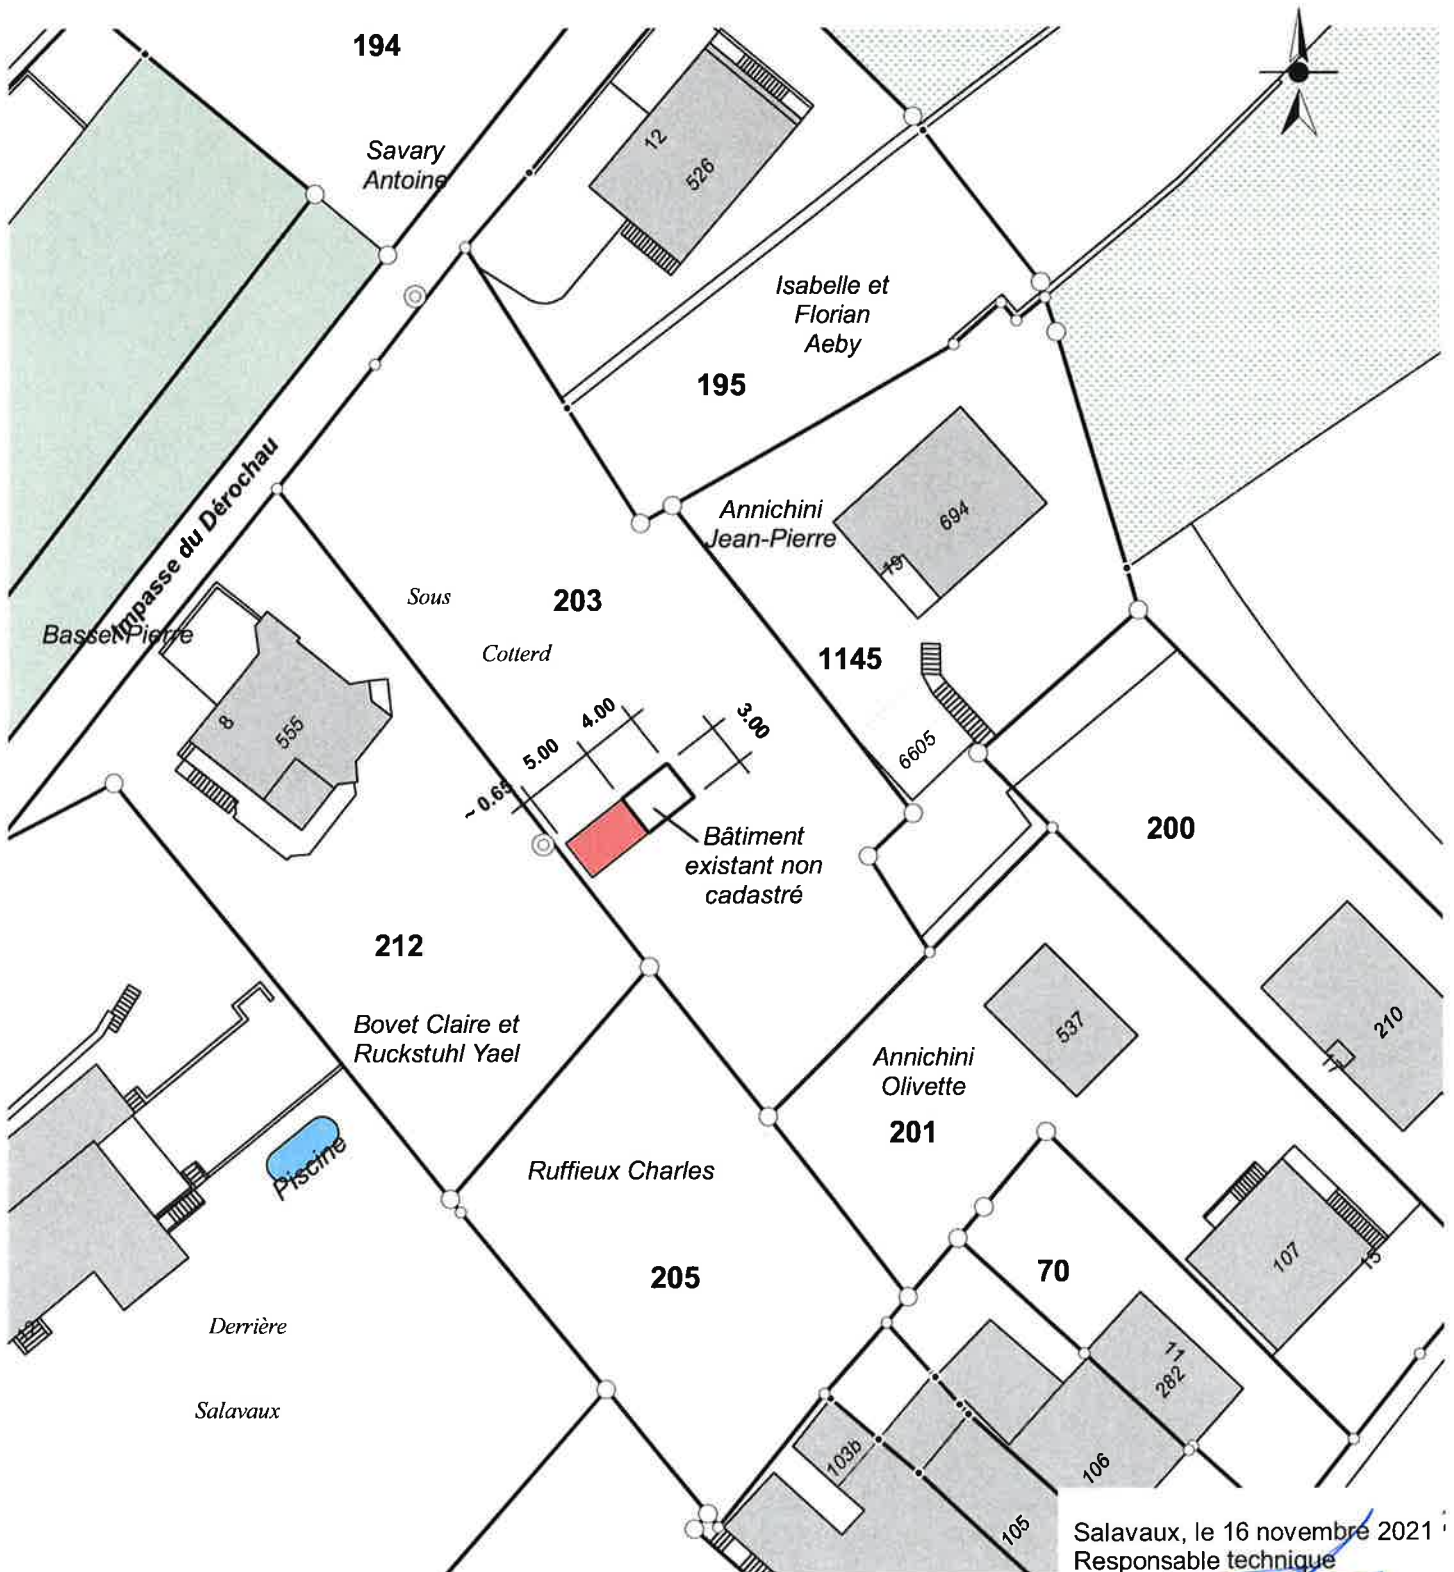 194
Savary
Antoine
12
526
Isabelle et
Florian
Aeby
195
Impasse du Dérochau
Annichini
Jean-Pierre
694
19
Sous
203
Cotterd
Basset Pierre
1145
8
555
4.00
3.00
5.00
~ 0.65
6605
Bâtiment
existant non
cadastré
200
212
Bovet Claire et
Ruckstuhl Yael
537
210
Annichini
Olivette
201
Piscine
Ruffieux Charles
205
70
107
15
Derrière
Salavaux
12
11
282
103b
106
105
Salavaux, le 16 novembre 2021
Responsable technique